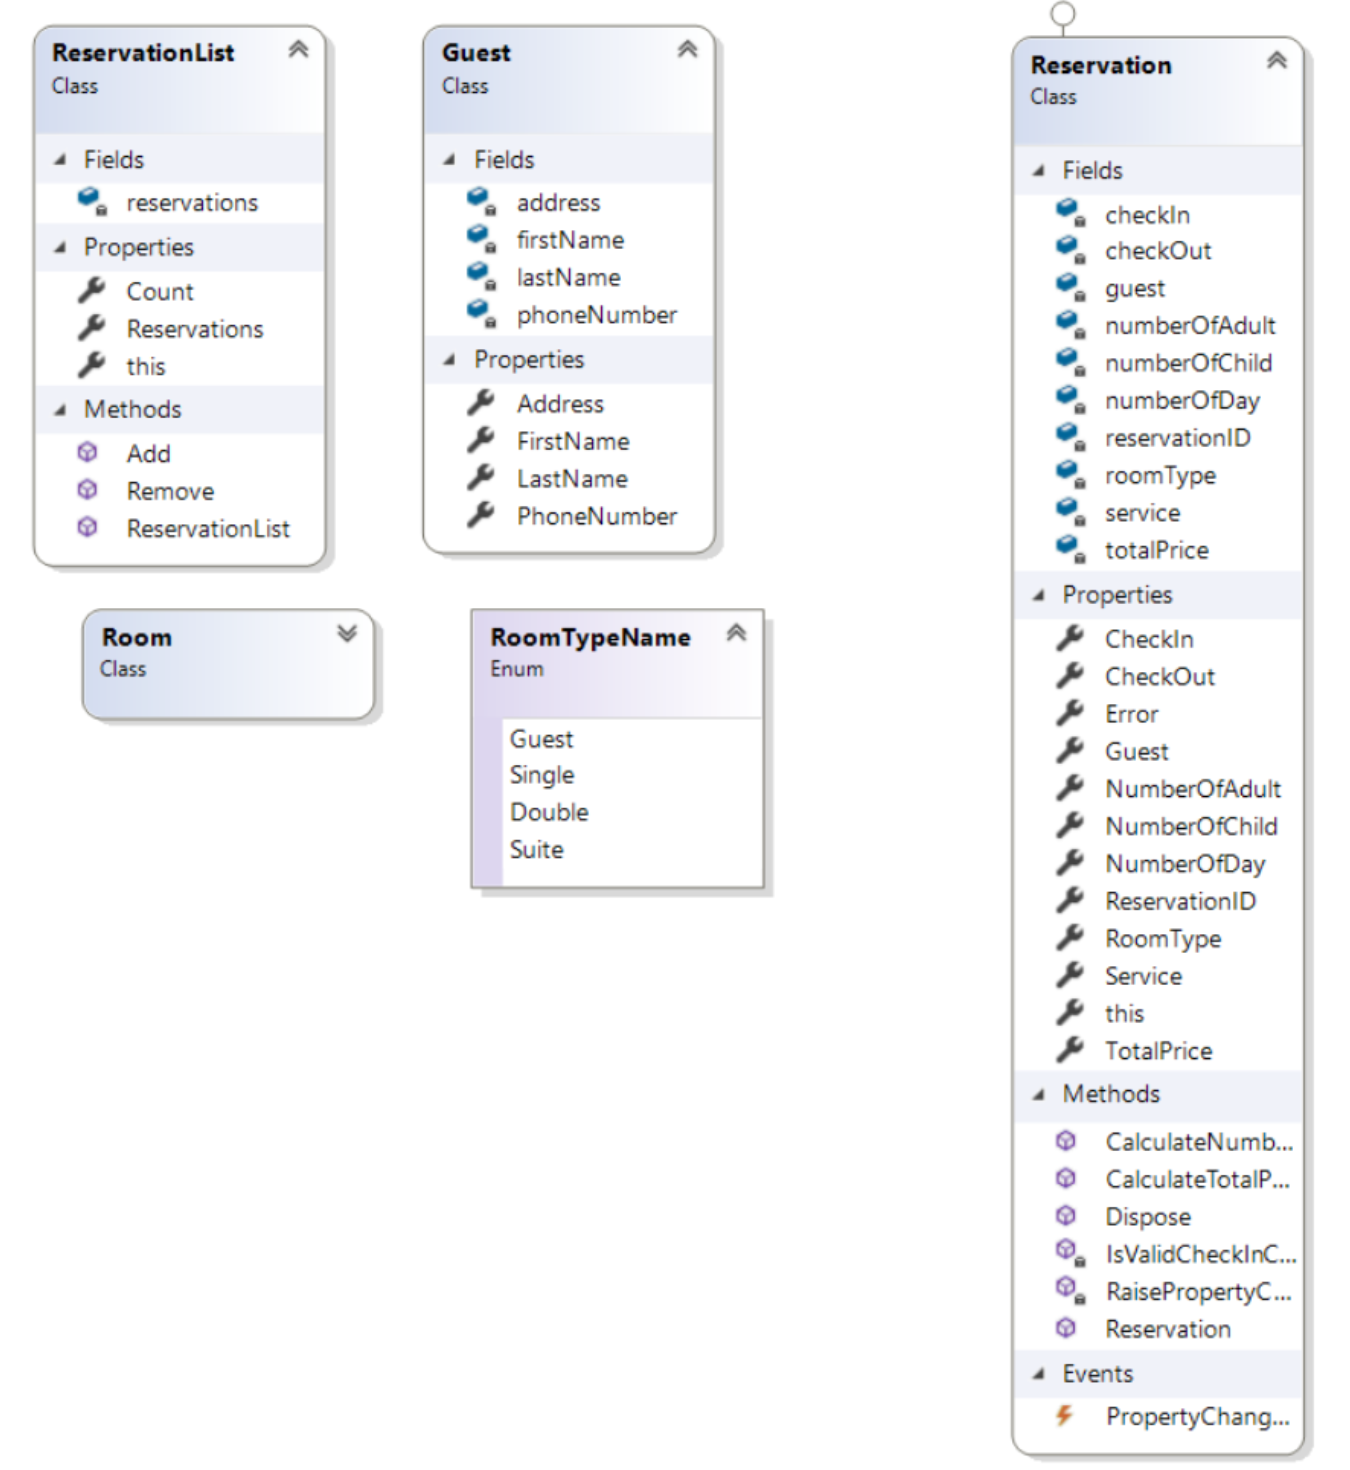 ReservationList
Class
Fields
reservations
Properties
Count
Reservations
this
Methods
Add
Remove
ReservationList
Guest
Class
Fields
address
firstName
lastName
phoneNumber
Properties
Address
FirstName
LastName
PhoneNumber
Room
Class
RoomTypeName
Enum
Guest
Single
Double
Suite
Reservation
Class
Fields
checkIn
checkOut
guest
numberOfAdult
numberOfChild
numberOfDay
reservationID
roomType
service
totalPrice
Properties
CheckIn
CheckOut
Error
Guest
NumberOfAdult
NumberOfChild
NumberOfDay
ReservationID
RoomType
Service
this
TotalPrice
Methods
CalculateNumb...
CalculateTotalP...
Dispose
IsValidCheckInC...
RaisePropertyC...
Reservation
Events
PropertyChang...